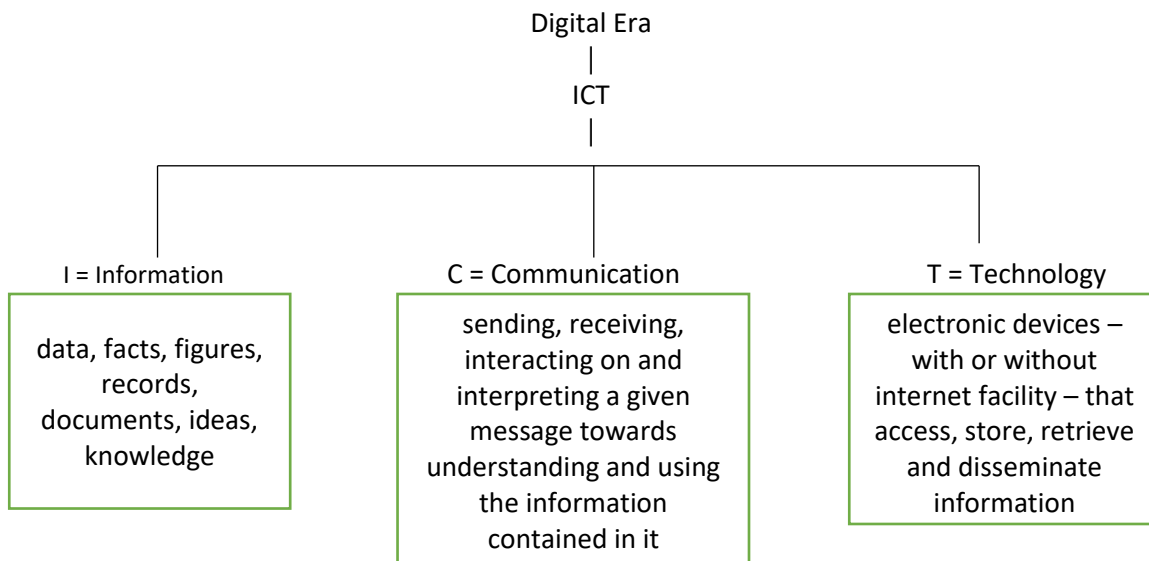 Digital Era
ICT
I = Information
data, facts, figures,
records,
documents, ideas,
knowledge
C = Communication
sending, receiving,
interacting on and
interpreting a given
message towards
understanding and using
the information
contained in it
T = Technology
electronic devices –
with or without
internet facility – that
access, store, retrieve
and disseminate
information